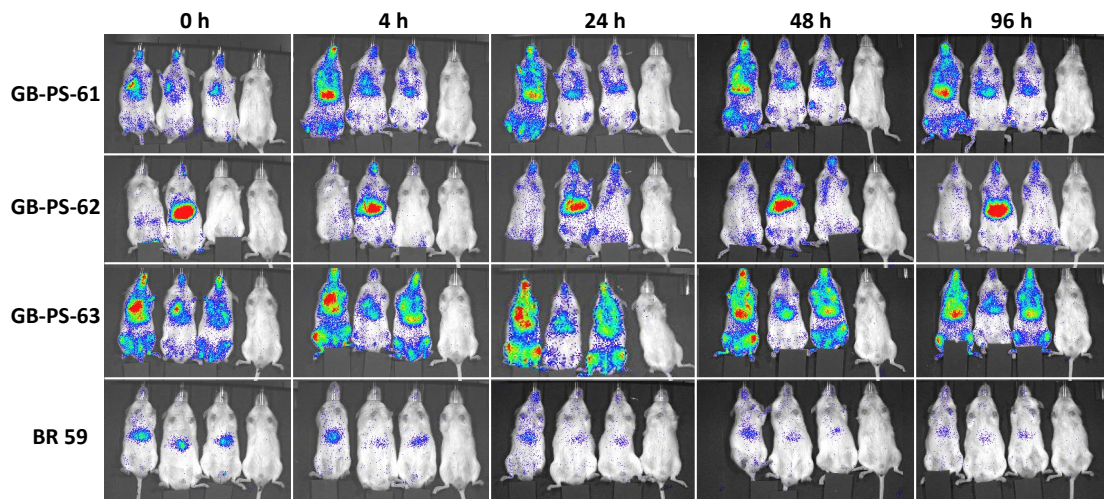 0 h 4 h 24 h 48 h 96 h
GB-PS-61
GB-PS-62
GB-PS-63
BR 59